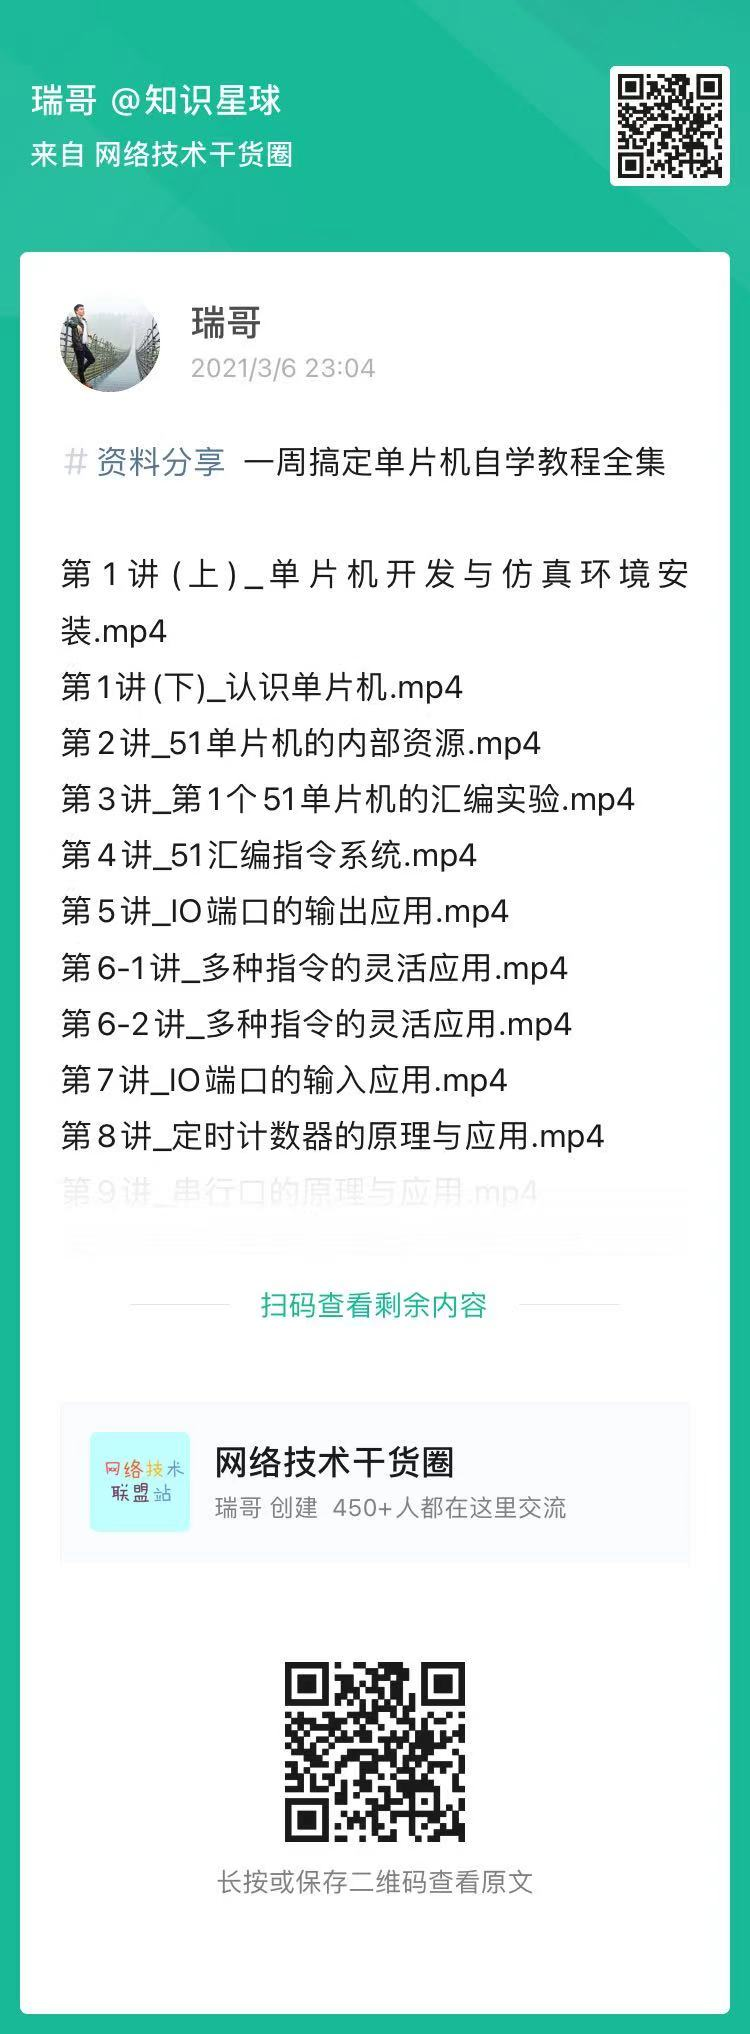 瑞哥 @知识星球
来自 网络技术干货圈
瑞哥
2021/3/6 23:04
#资料分享 一周搞定单片机自学教程全集
第1讲(上)_单片机开发与仿真环境安
装.mp4
第1讲(下)_认识单片机.mp4
第2讲_51单片机的内部资源.mp4
第3讲_第1个51单片机的汇编实验.mp4
第4讲_51汇编指令系统.mp4
第5讲_IO端口的输出应用.mp4
第6-1讲_多种指令的灵活应用.mp4
第6-2讲_多种指令的灵活应用.mp4
第7讲_IO端口的输入应用.mp4
第8讲_定时计数器的原理与应用.mp4
第9讲_串行口的原理与应用.mp4
扫码查看剩余内容
网络技术
联盟站
网络技术干货圈
瑞哥 创建 450+人都在这里交流
长按或保存二维码查看原文